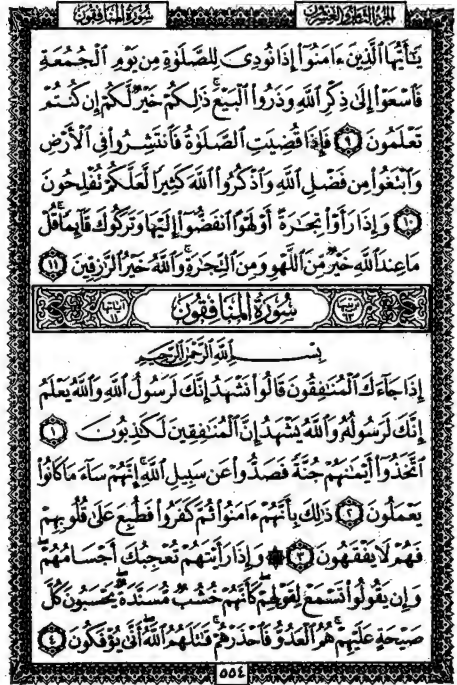 الجزء الثامن والعشرون سورة المنافقون
يَٰٓأَيُّهَا ٱلَّذِينَ ءَامَنُوٓا۟ إِذَا نُودِىَ لِلصَّلَوٰةِ مِن يَوْمِ ٱلْجُمُعَةِ
فَٱسْعَوْا۟ إِلَىٰ ذِكْرِ ٱللَّهِ وَذَرُوا۟ ٱلْبَيْعَ ۚ ذَٰلِكُمْ خَيْرٌ لَّكُمْ إِن كُنتُمْ
تَعْلَمُونَ ٩ فَإِذَا قُضِيَتِ ٱلصَّلَوٰةُ فَٱنتَشِرُوا۟ فِى ٱلْأَرْضِ
وَٱبْتَغُوا۟ مِن فَضْلِ ٱللَّهِ وَٱذْكُرُوا۟ ٱللَّهَ كَثِيرًا لَّعَلَّكُمْ تُفْلِحُونَ
١٠ وَإِذَا رَأَوْا۟ تِجَٰرَةً أَوْ لَهْوًا ٱنفَضُّوٓا۟ إِلَيْهَا وَتَرَكُوكَ قَآئِمًا ۚ قُلْ
مَا عِندَ ٱللَّهِ خَيْرٌ مِّنَ ٱللَّهْوِ وَمِنَ ٱلتِّجَٰرَةِ ۚ وَٱللَّهُ خَيْرُ ٱلرَّٰزِقِينَ ١١
ترتيبها ٦٣ سُورَةُ المُنَافِقُونَ آياتها ١١
بِسْمِ ٱللَّهِ ٱلرَّحْمَٰنِ ٱلرَّحِيمِ
إِذَا جَآءَكَ ٱلْمُنَٰفِقُونَ قَالُوا۟ نَشْهَدُ إِنَّكَ لَرَسُولُ ٱللَّهِ ۗ وَٱللَّهُ يَعْلَمُ
إِنَّكَ لَرَسُولُهُۥ وَٱللَّهُ يَشْهَدُ إِنَّ ٱلْمُنَٰفِقِينَ لَكَٰذِبُونَ ١
ٱتَّخَذُوٓا۟ أَيْمَٰنَهُمْ جُنَّةً فَصَدُّوا۟ عَن سَبِيلِ ٱللَّهِ ۚ إِنَّهُمْ سَآءَ مَا كَانُوا۟
يَعْمَلُونَ ٢ ذَٰلِكَ بِأَنَّهُمْ ءَامَنُوا۟ ثُمَّ كَفَرُوا۟ فَطُبِعَ عَلَىٰ قُلُوبِهِمْ
فَهُمْ لَا يَفْقَهُونَ ٣ ۞ وَإِذَا رَأَيْتَهُمْ تُعْجِبُكَ أَجْسَامُهُمْ ۖ
وَإِن يَقُولُوا۟ تَسْمَعْ لِقَوْلِهِمْ ۖ كَأَنَّهُمْ خُشُبٌ مُّسَنَّدَةٌ ۖ يَحْسَبُونَ كُلَّ
صَيْحَةٍ عَلَيْهِمْ ۚ هُمُ ٱلْعَدُوُّ فَٱحْذَرْهُمْ ۚ قَٰتَلَهُمُ ٱللَّهُ ۖ أَنَّىٰ يُؤْفَكُونَ ٤
٥٥٤